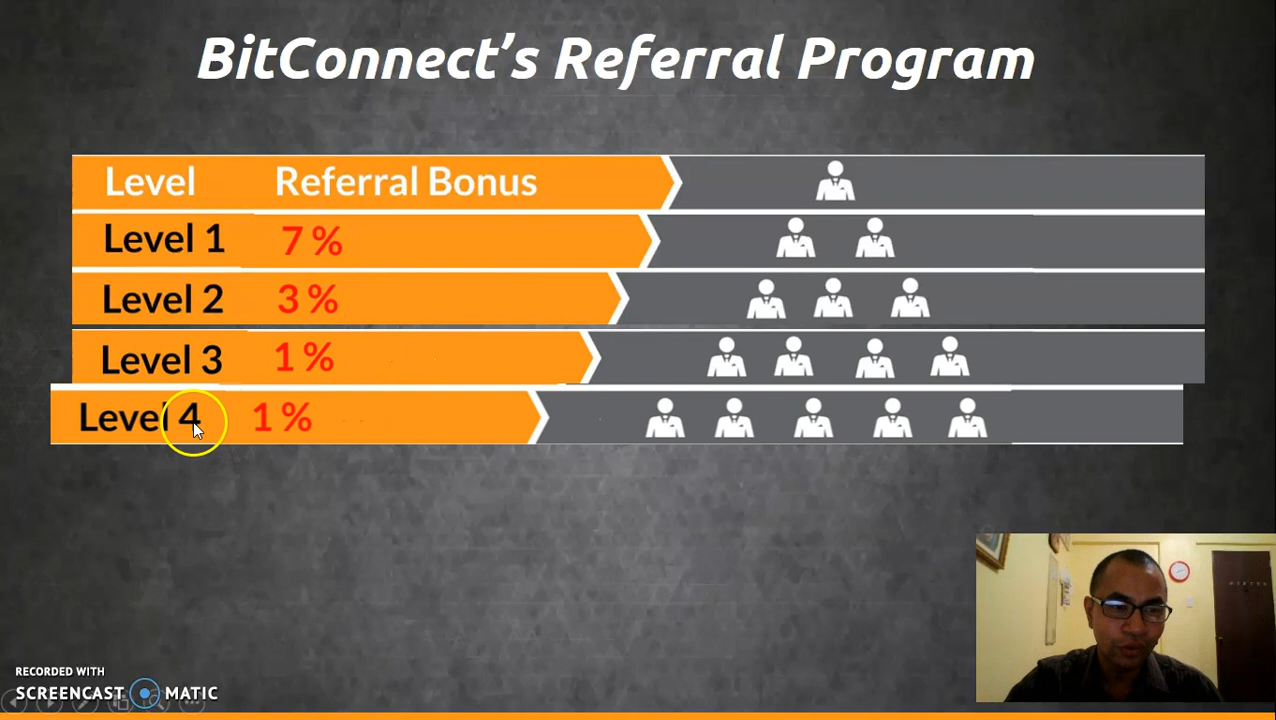 BitConnect's Referral Program
Level Referral Bonus
Level 1 7 %
Level 2 3 %
Level 3 1 %
Level 4 1 %
RECORDED WITH
SCREENCAST MATIC